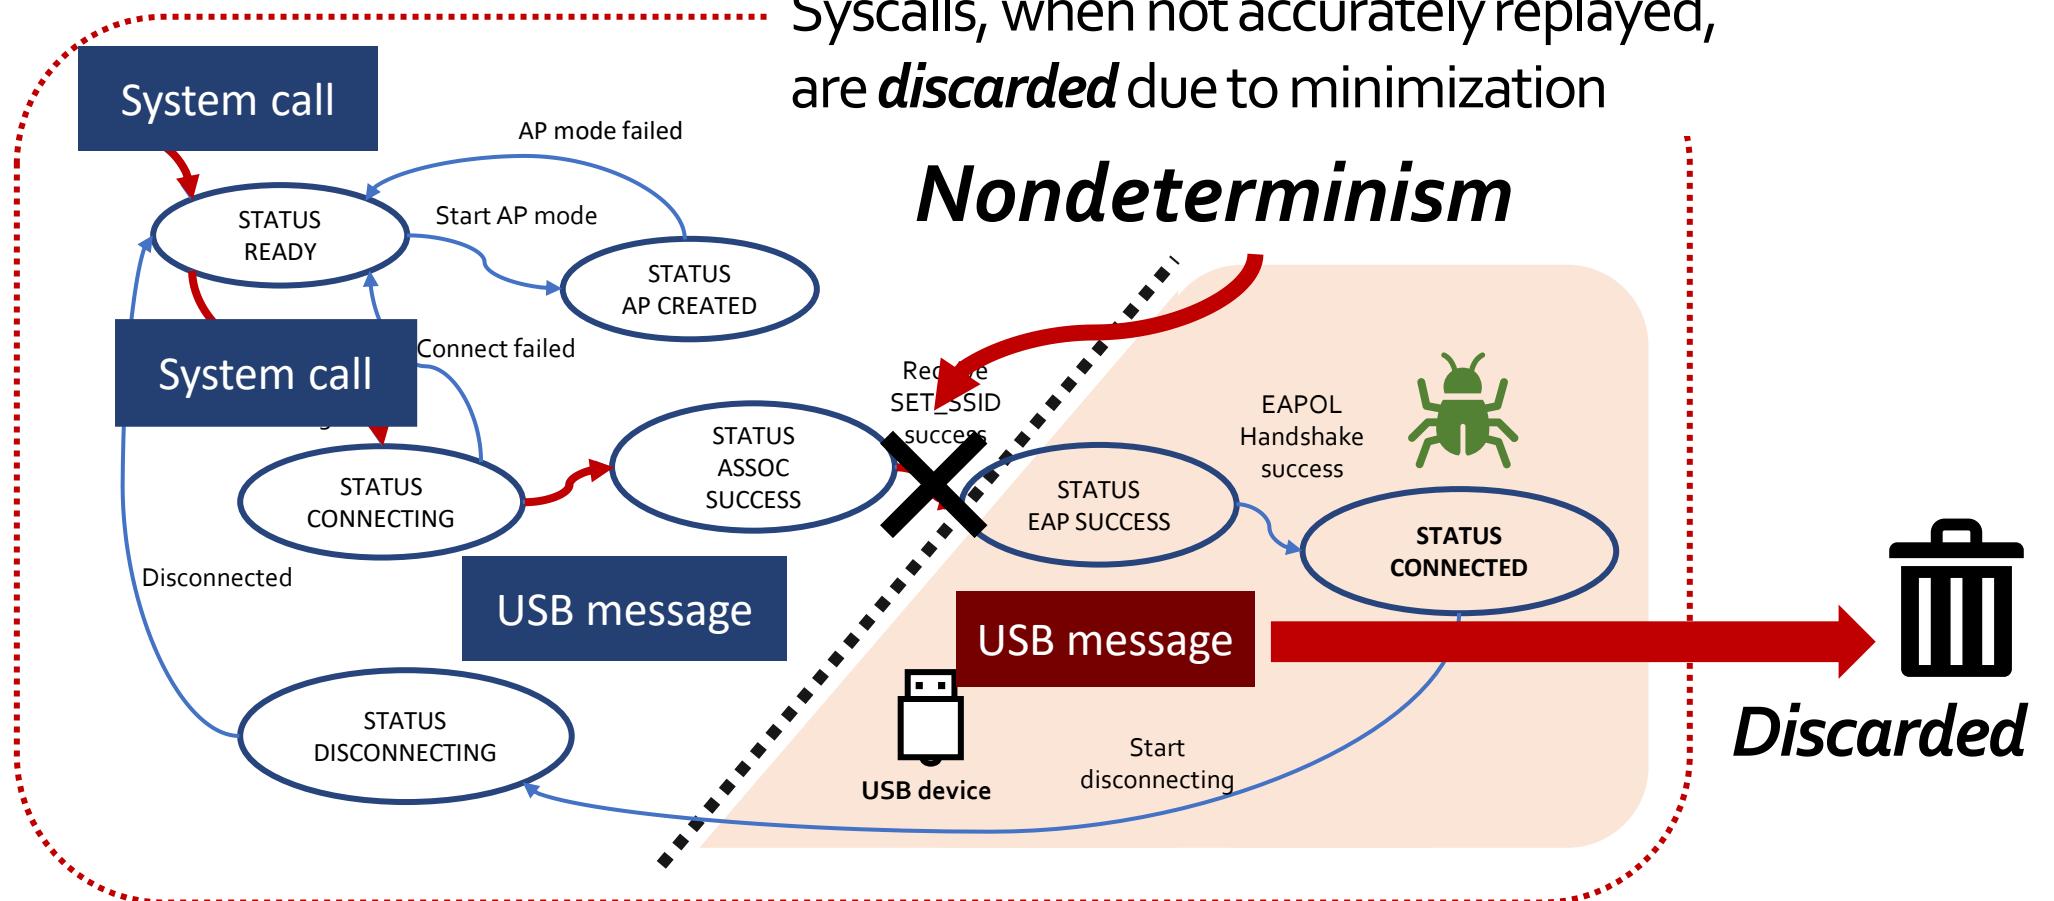 Syscalls, when not accurately replayed,
are discarded due to minimization
System call
AP mode failed
Nondeterminism
STATUS
READY
Start AP mode
STATUS
AP CREATED
System call
Connect failed
SET_SSID
success
EAPOL
Handshake
success
STATUS
ASSOC
SUCCESS
STATUS
CONNECTING
STATUS
EAP SUCCESS
STATUS
CONNECTED
Disconnected
USB message
USB message
STATUS
DISCONNECTING
USB device
Start
disconnecting
Discarded